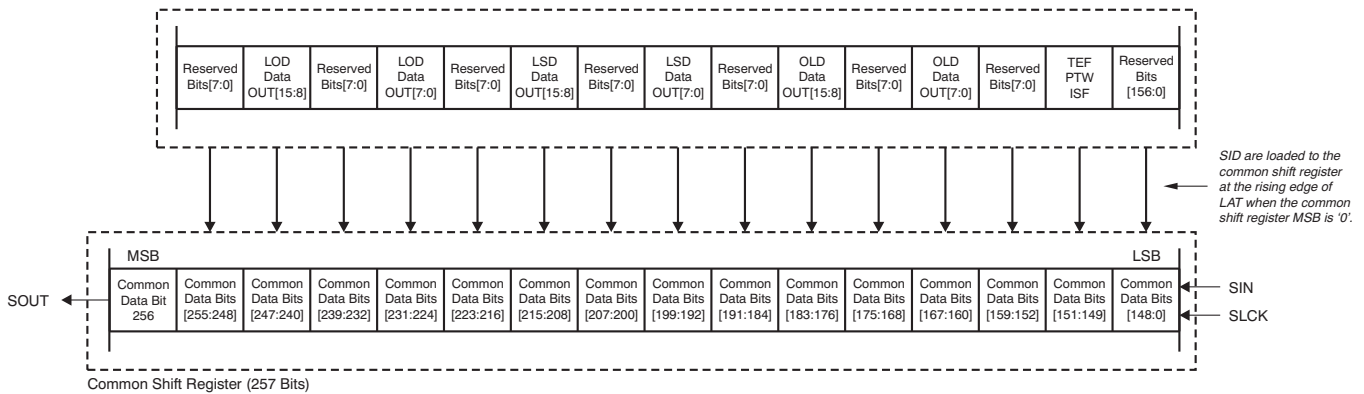 Reserved
Bits[7:0]
LOD
Data
OUT[15:8]
Reserved
Bits[7:0]
LOD
Data
OUT[7:0]
Reserved
Bits[7:0]
LSD
Data
OUT[15:8]
Reserved
Bits[7:0]
LSD
Data
OUT[7:0]
Reserved
Bits[7:0]
OLD
Data
OUT[15:8]
Reserved
Bits[7:0]
OLD
Data
OUT[7:0]
Reserved
Bits[7:0]
TEF
PTW
ISF
Reserved
Bits
[156:0]
SID are loaded to the
common shift register
at the rising edge of
LAT when the common
shift register MSB is ‘0’.
MSB
LSB
SOUT
Common
Data Bit
256
Common
Data Bits
[255:248]
Common
Data Bits
[247:240]
Common
Data Bits
[239:232]
Common
Data Bits
[231:224]
Common
Data Bits
[223:216]
Common
Data Bits
[215:208]
Common
Data Bits
[207:200]
Common
Data Bits
[199:192]
Common
Data Bits
[191:184]
Common
Data Bits
[183:176]
Common
Data Bits
[175:168]
Common
Data Bits
[167:160]
Common
Data Bits
[159:152]
Common
Data Bits
[151:149]
Common
Data Bits
[148:0]
SIN
SLCK
Common Shift Register (257 Bits)